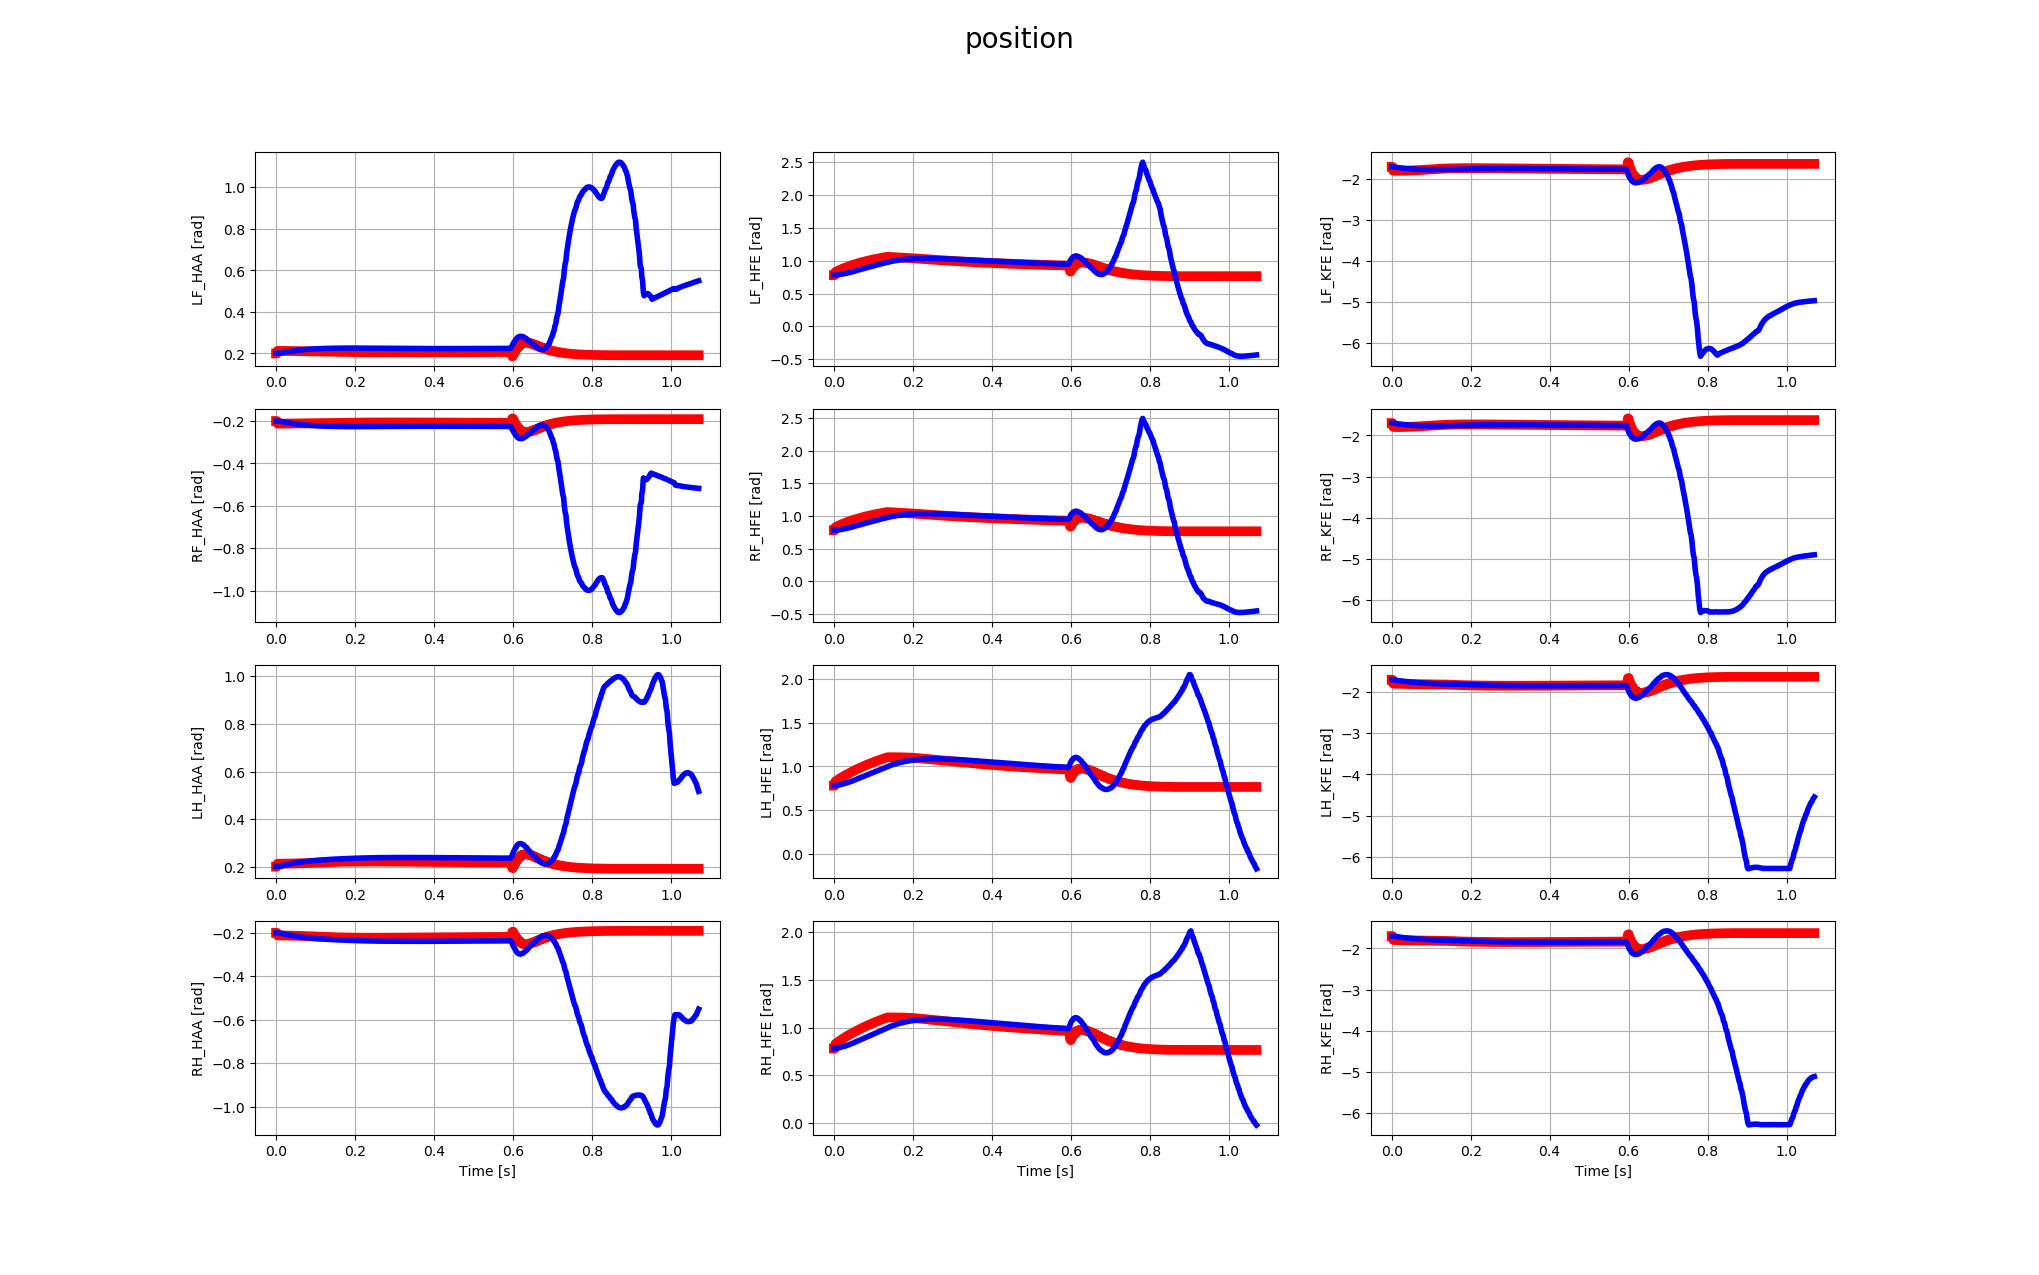 position
LF_HAA [rad]
1.0
0.8
0.6
0.4
0.2
0.0 0.2 0.4 0.6 0.8 1.0
LF_HFE [rad]
2.5
2.0
1.5
1.0
0.5
0.0
−0.5
0.0 0.2 0.4 0.6 0.8 1.0
LF_KFE [rad]
−2
−3
−4
−5
−6
0.0 0.2 0.4 0.6 0.8 1.0
RF_HAA [rad]
−0.2
−0.4
−0.6
−0.8
−1.0
0.0 0.2 0.4 0.6 0.8 1.0
RF_HFE [rad]
2.5
2.0
1.5
1.0
0.5
0.0
−0.5
0.0 0.2 0.4 0.6 0.8 1.0
RF_KFE [rad]
−2
−3
−4
−5
−6
0.0 0.2 0.4 0.6 0.8 1.0
LH_HAA [rad]
1.0
0.8
0.6
0.4
0.2
0.0 0.2 0.4 0.6 0.8 1.0
LH_HFE [rad]
2.0
1.5
1.0
0.5
0.0
0.0 0.2 0.4 0.6 0.8 1.0
LH_KFE [rad]
−2
−3
−4
−5
−6
0.0 0.2 0.4 0.6 0.8 1.0
RH_HAA [rad]
−0.2
−0.4
−0.6
−0.8
−1.0
0.0 0.2 0.4 0.6 0.8 1.0
Time [s]
RH_HFE [rad]
2.0
1.5
1.0
0.5
0.0
0.0 0.2 0.4 0.6 0.8 1.0
Time [s]
RH_KFE [rad]
−2
−3
−4
−5
−6
0.0 0.2 0.4 0.6 0.8 1.0
Time [s]